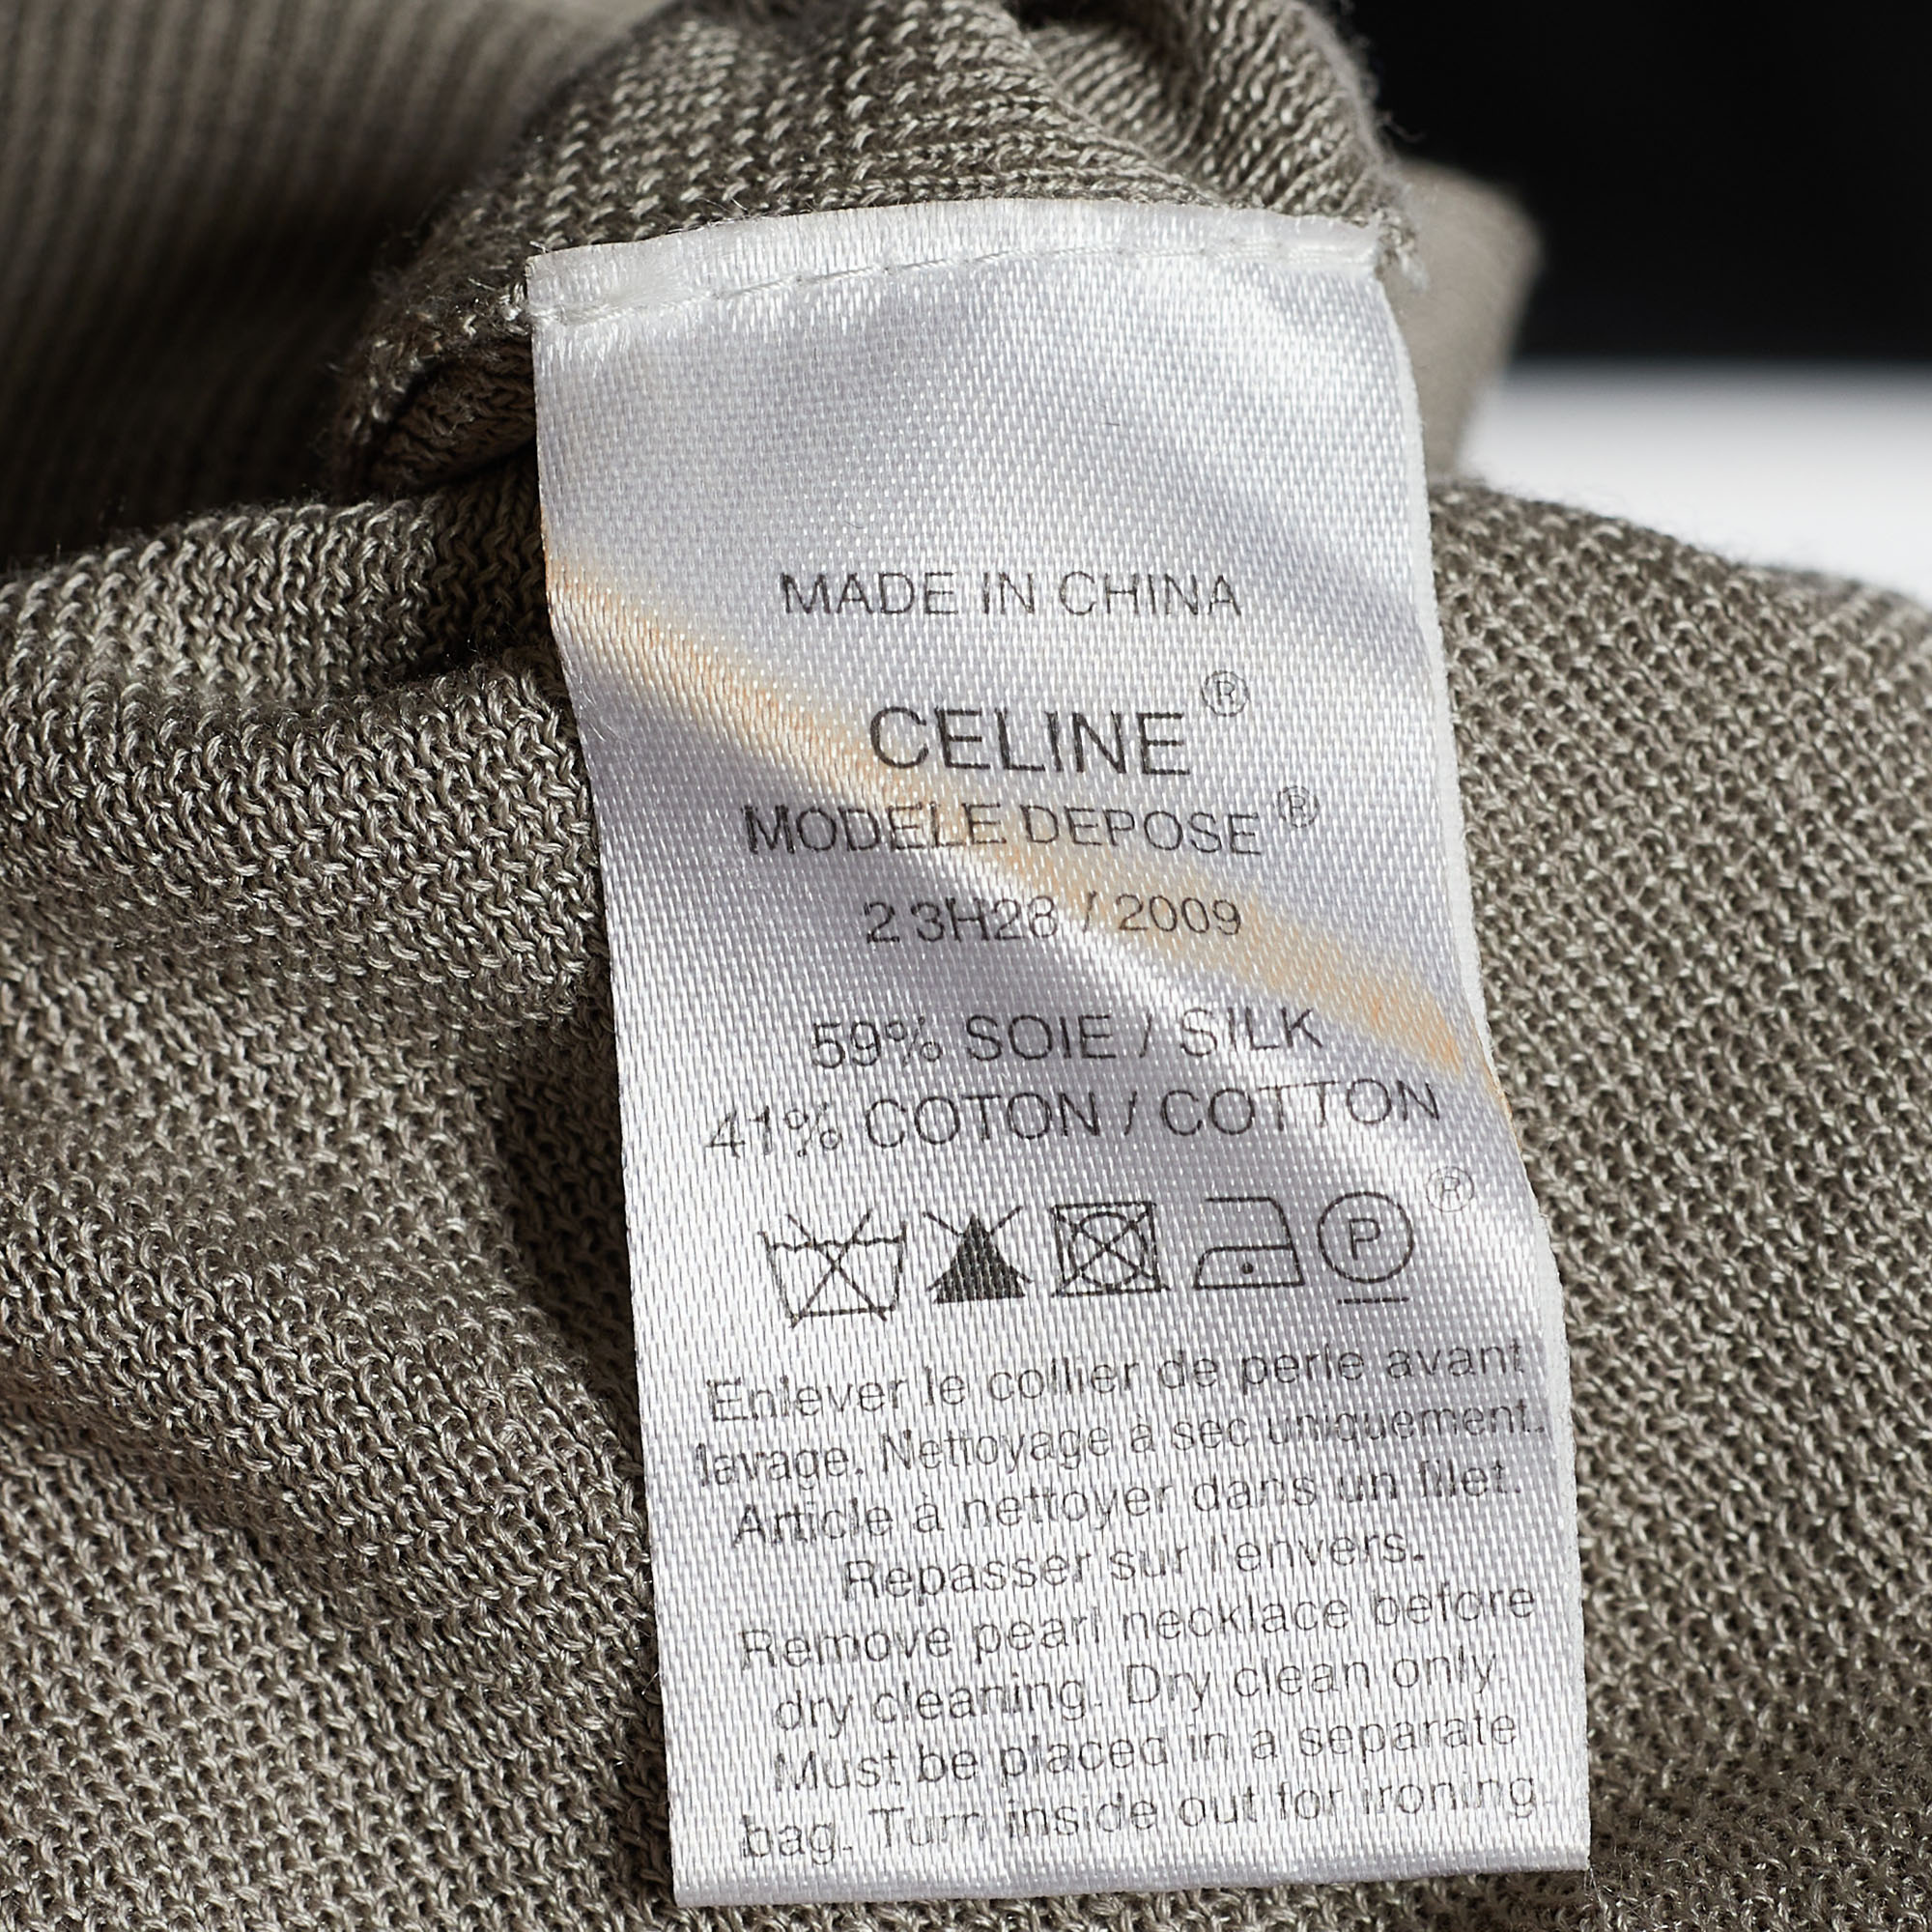 MADE IN CHINA
CELINE®
MODELE DEPOSE®
2 3H28 / 2009
59% SOIE / SILK
41% COTON / COTTON
®
P
Enlever le collier de perle avant
lavage. Nettoyage à sec uniquement.
Article à nettoyer dans un filet.
Repasser sur l'envers.
Remove pearl necklace before
dry cleaning. Dry clean only.
Must be placed in a separate
bag. Turn inside out for ironing.